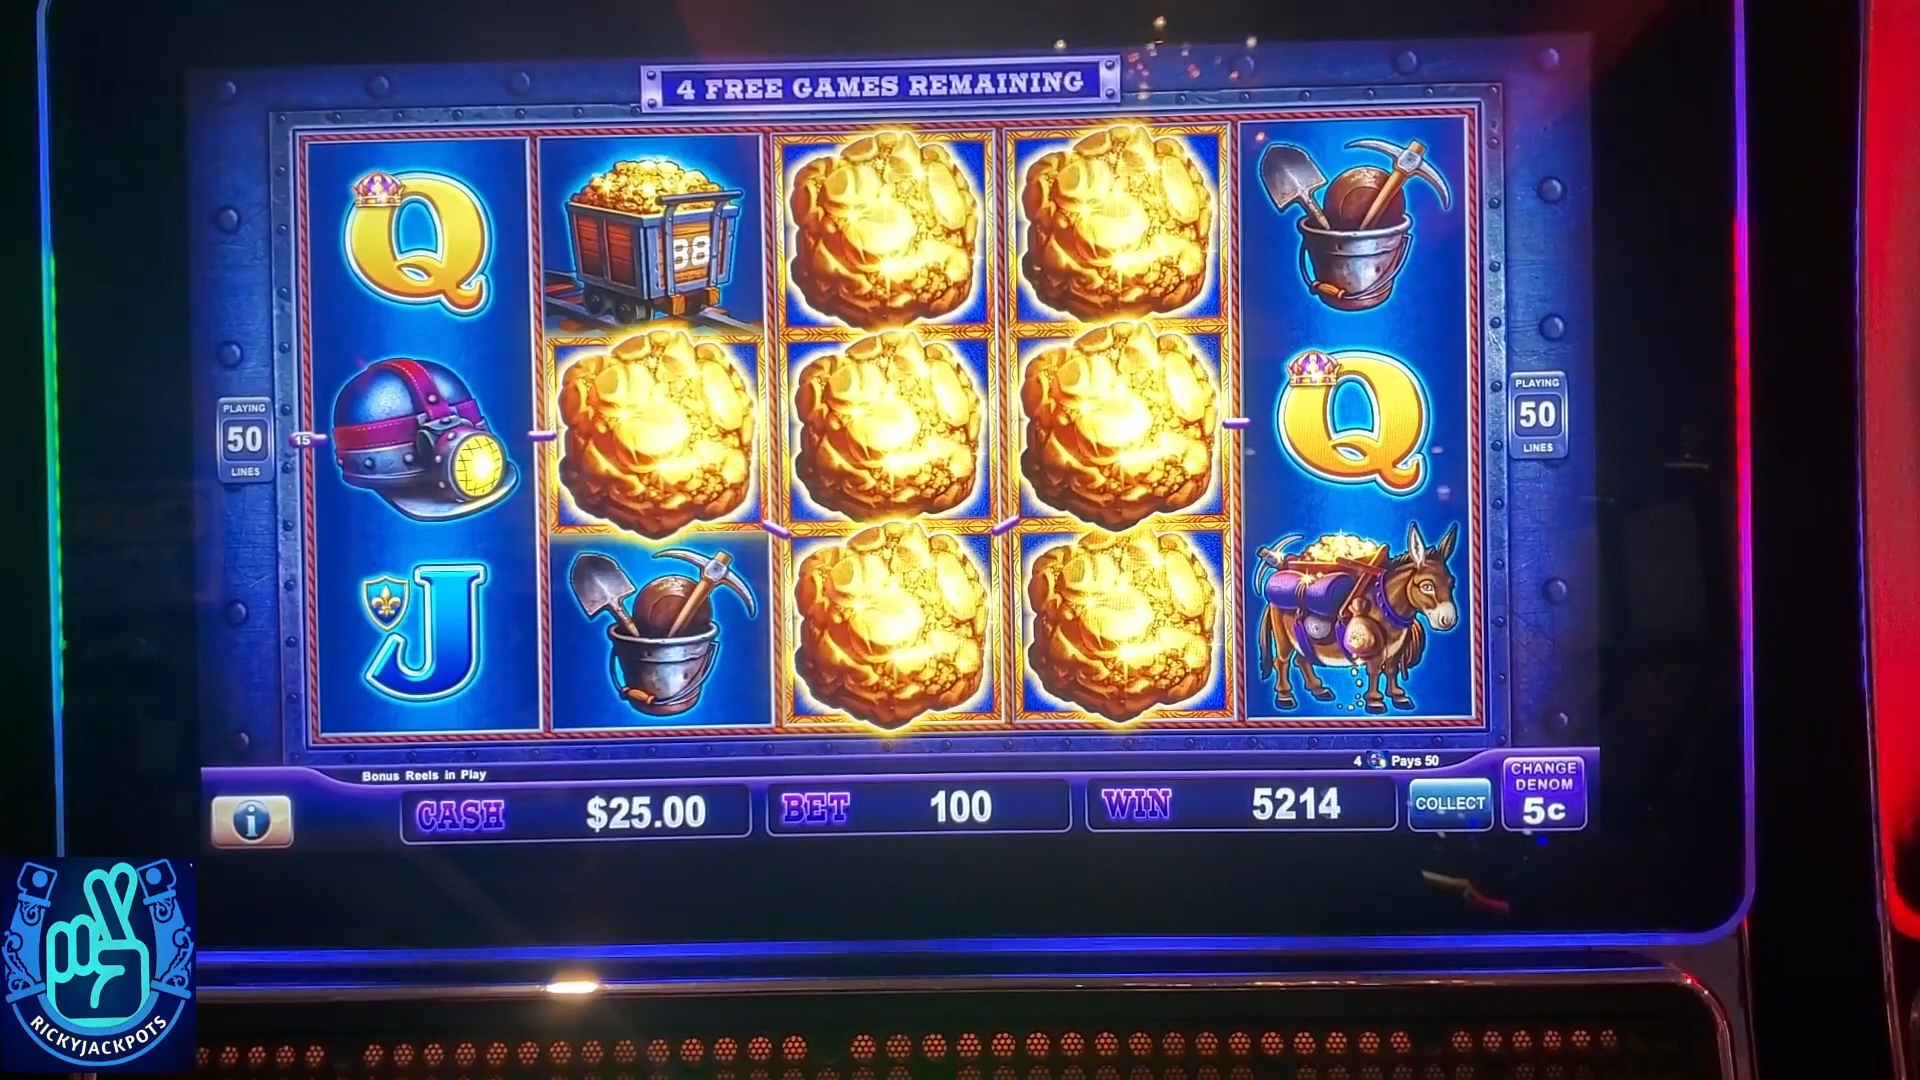 4 FREE GAMES REMAINING
Q
88
PLAYING
50
LINES
15
Q
PLAYING
50
LINES
J
Bonus Reels in Play
4 Pays 50
CASH $25.00
BET 100
WIN 5214
COLLECT
CHANGE
DENOM
5c
i
RICKYJACKPOTS